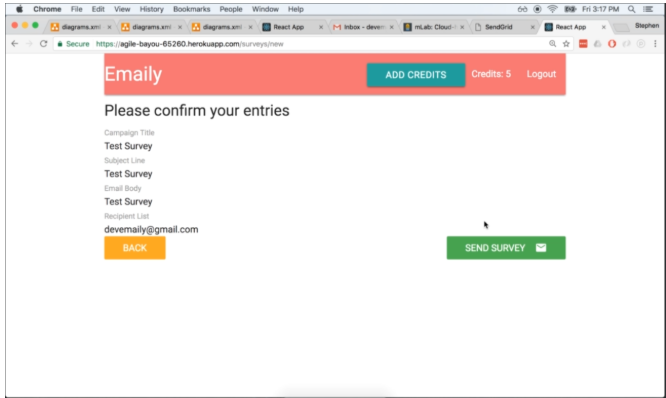 Chrome File Edit View History Bookmarks People Window Help Fri 3:17 PM
diagrams.xml diagrams.xml diagrams.xml React App mLab: Cloud- SendGrid React App Stephen
Secure https://agile-bayou-65260.herokuapp.com/surveys/new
Emaily ADD CREDITS Credits: 5 Logout
Please confirm your entries
Campaign Title
Test Survey
Subject Line
Test Survey
Email Body
Test Survey
Recipient List
devemaily@gmail.com
BACK SEND SURVEY